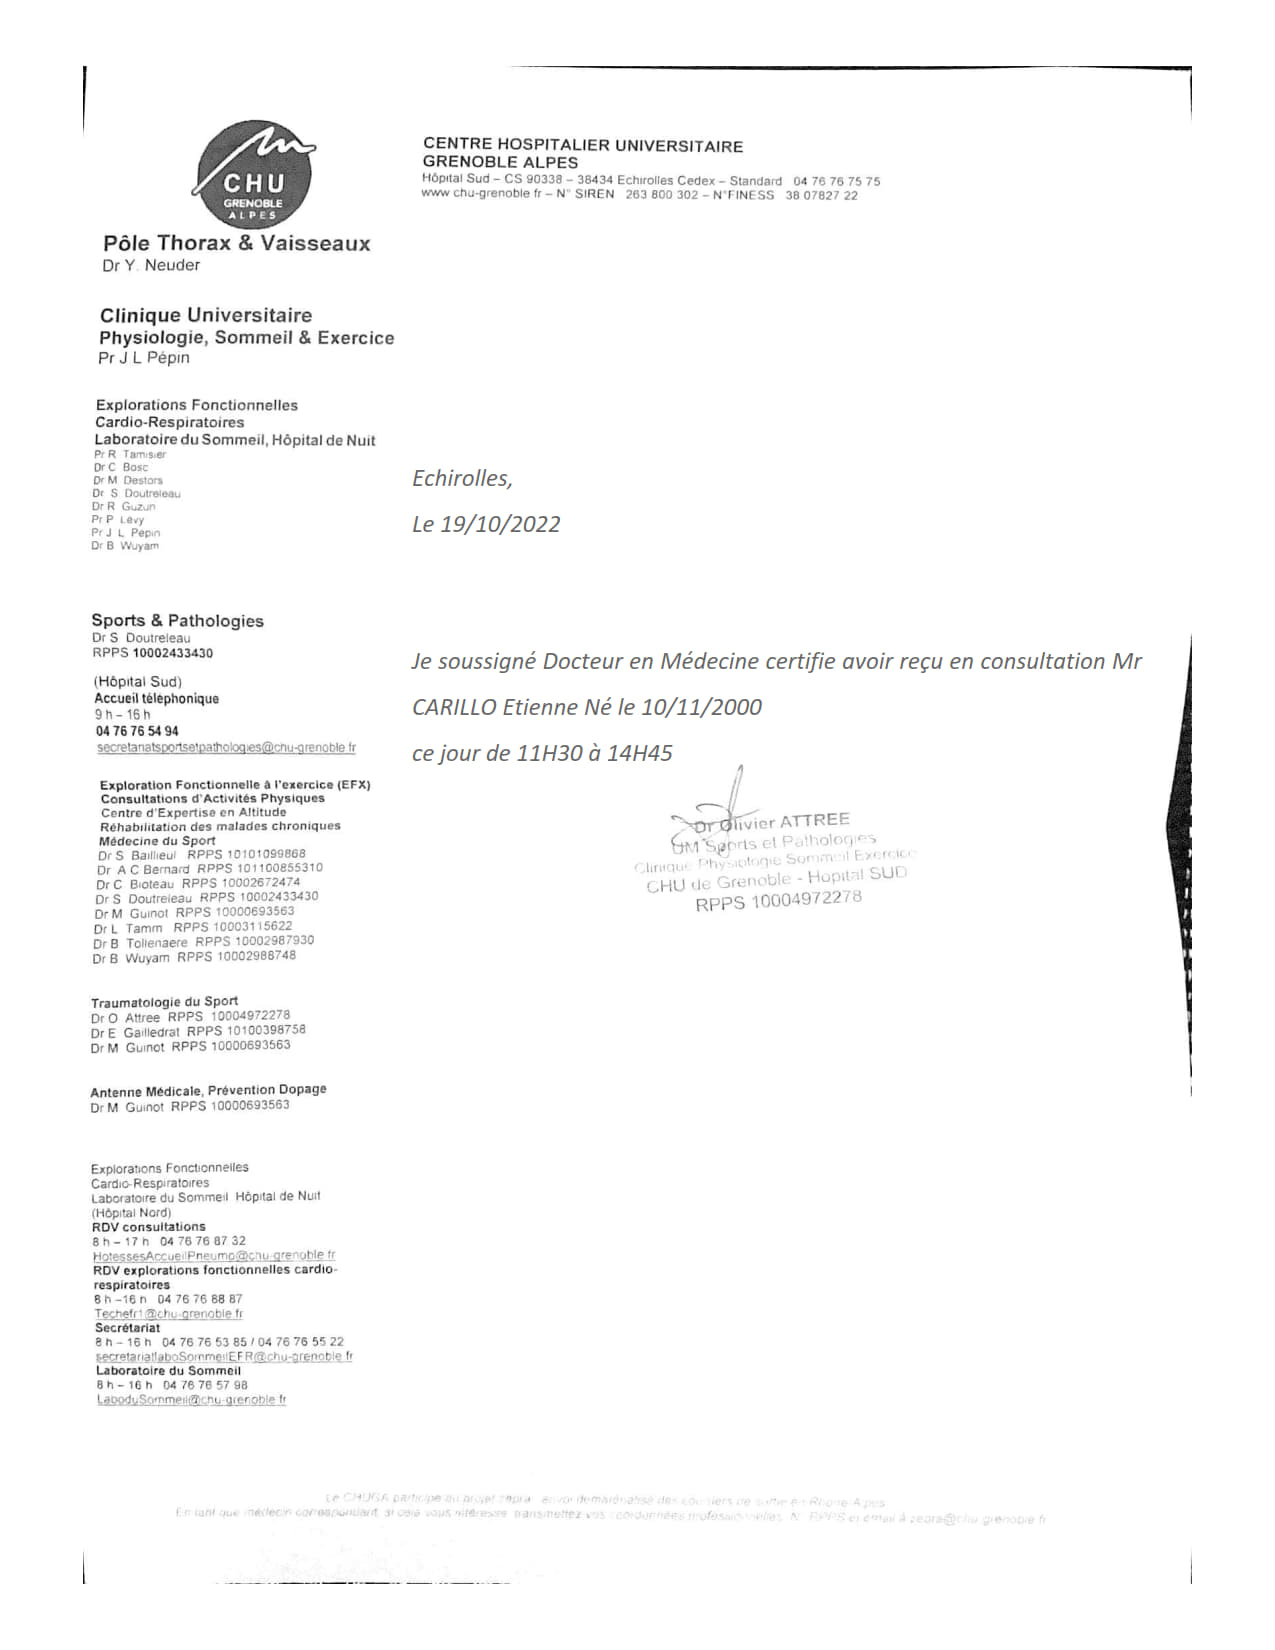 CHU
GRENOBLE
ALPES
CENTRE HOSPITALIER UNIVERSITAIRE
GRENOBLE ALPES
Hôpital Sud – CS 90338 – 38434 Echirolles Cedex – Standard 04 76 76 75 75
www chu-grenoble fr – N° SIREN 263 800 302 – N°FINESS 38 07827 22
Pôle Thorax & Vaisseaux
Dr Y. Neuder
Clinique Universitaire
Physiologie, Sommeil & Exercice
Pr J L Pépin
Explorations Fonctionnelles
Cardio-Respiratoires
Laboratoire du Sommeil, Hôpital de Nuit
Pr R Tamisier
Dr C Bosc
Dr M Destors
Dr S Doutreleau
Dr R Guzun
Pr P Levy
Pr J L Pepin
Dr B Wuyam
Echirolles,
Le 19/10/2022
Sports & Pathologies
Dr S Doutreleau
RPPS 10002433430
(Hôpital Sud)
Accueil téléphonique
9 h – 16 h
04 76 76 54 94
secretanatsportsetpathologies@chu-grenoble fr
Je soussigné Docteur en Médecine certifie avoir reçu en consultation Mr
CARILLO Etienne Né le 10/11/2000
ce jour de 11H30 à 14H45
Dr Olivier ATTREE
UM Sports et Pathologies
Clinique Physiologie Sommeil Exercice
CHU de Grenoble - Hopital SUD
RPPS 10004972278
Exploration Fonctionnelle à l'exercice (EFX)
Consultations d'Activités Physiques
Centre d'Expertise en Altitude
Réhabilitation des malades chroniques
Médecine du Sport
Dr S Baillieul RPPS 10101099868
Dr A C Bernard RPPS 101100855310
Dr C Bioteau RPPS 10002672474
Dr S Doutreleau RPPS 10002433430
Dr M Guinot RPPS 10000693563
Dr L Tamm RPPS 10003115622
Dr B Tollenaere RPPS 10002987930
Dr B Wuyam RPPS 10002988748
Traumatologie du Sport
Dr O Attree RPPS 10004972278
Dr E Gailledrat RPPS 10100398758
Dr M Guinot RPPS 10000693563
Antenne Médicale, Prévention Dopage
Dr M Guinot RPPS 10000693563
Explorations Fonctionnelles
Cardio-Respiratoires
Laboratoire du Sommeil Hôpital de Nuit
(Hôpital Nord)
RDV consultations
8 h – 17 h 04 76 76 87 32
HotessesAccueilPneumo@chu-grenoble fr
RDV explorations fonctionnelles cardio-
respiratoires
8 h –16 h 04 76 76 88 87
Techefr1@chu-grenoble.fr
Secrétariat
8 h – 16 h 04 76 76 53 85 / 04 76 76 55 22
secretariatlaboSommeilEFR@chu-grenoble fr
Laboratoire du Sommeil
8 h – 16 h 04 76 76 57 98
LaboduSommeil@chu-grenoble fr
Le CHUGA participe au projet zepra envoi dématérialisé des courriers de sortie en Rhône-Alpes
En tant que médecin correspondant, si cela vous intéresse, transmettez vos coordonnées professionnelles, N° RPPS et émail à zepra@chu grenoble fr